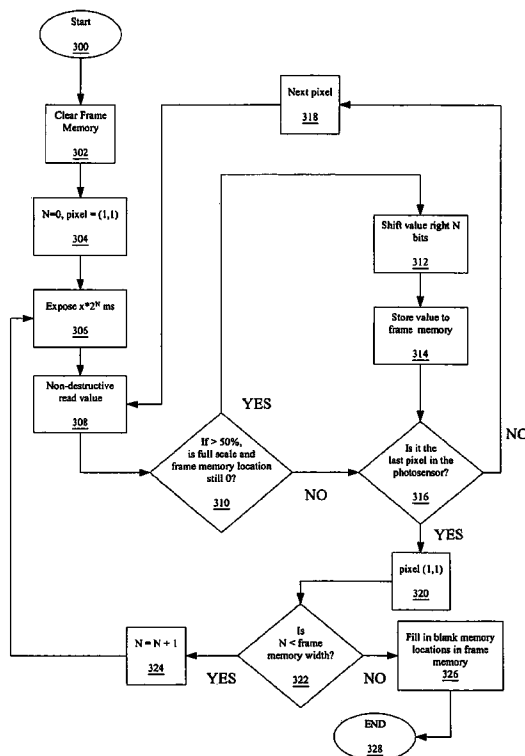 Start
300
Clear Frame
Memory
302
N=0, pixel = (1,1)
304
Expose x*2^N ms
306
Non-destructive
read value
308
If > 50%,
is full scale and
frame memory location
still 0?
310
YES
NO
Shift value right N
bits
312
Store value to
frame memory
314
Is it the
last pixel in the
photosensor?
316
NO
YES
Next pixel
318
pixel (1,1)
320
Is
N < frame
memory width?
322
YES
NO
N = N + 1
324
Fill in blank memory
locations in frame
memory
326
END
328